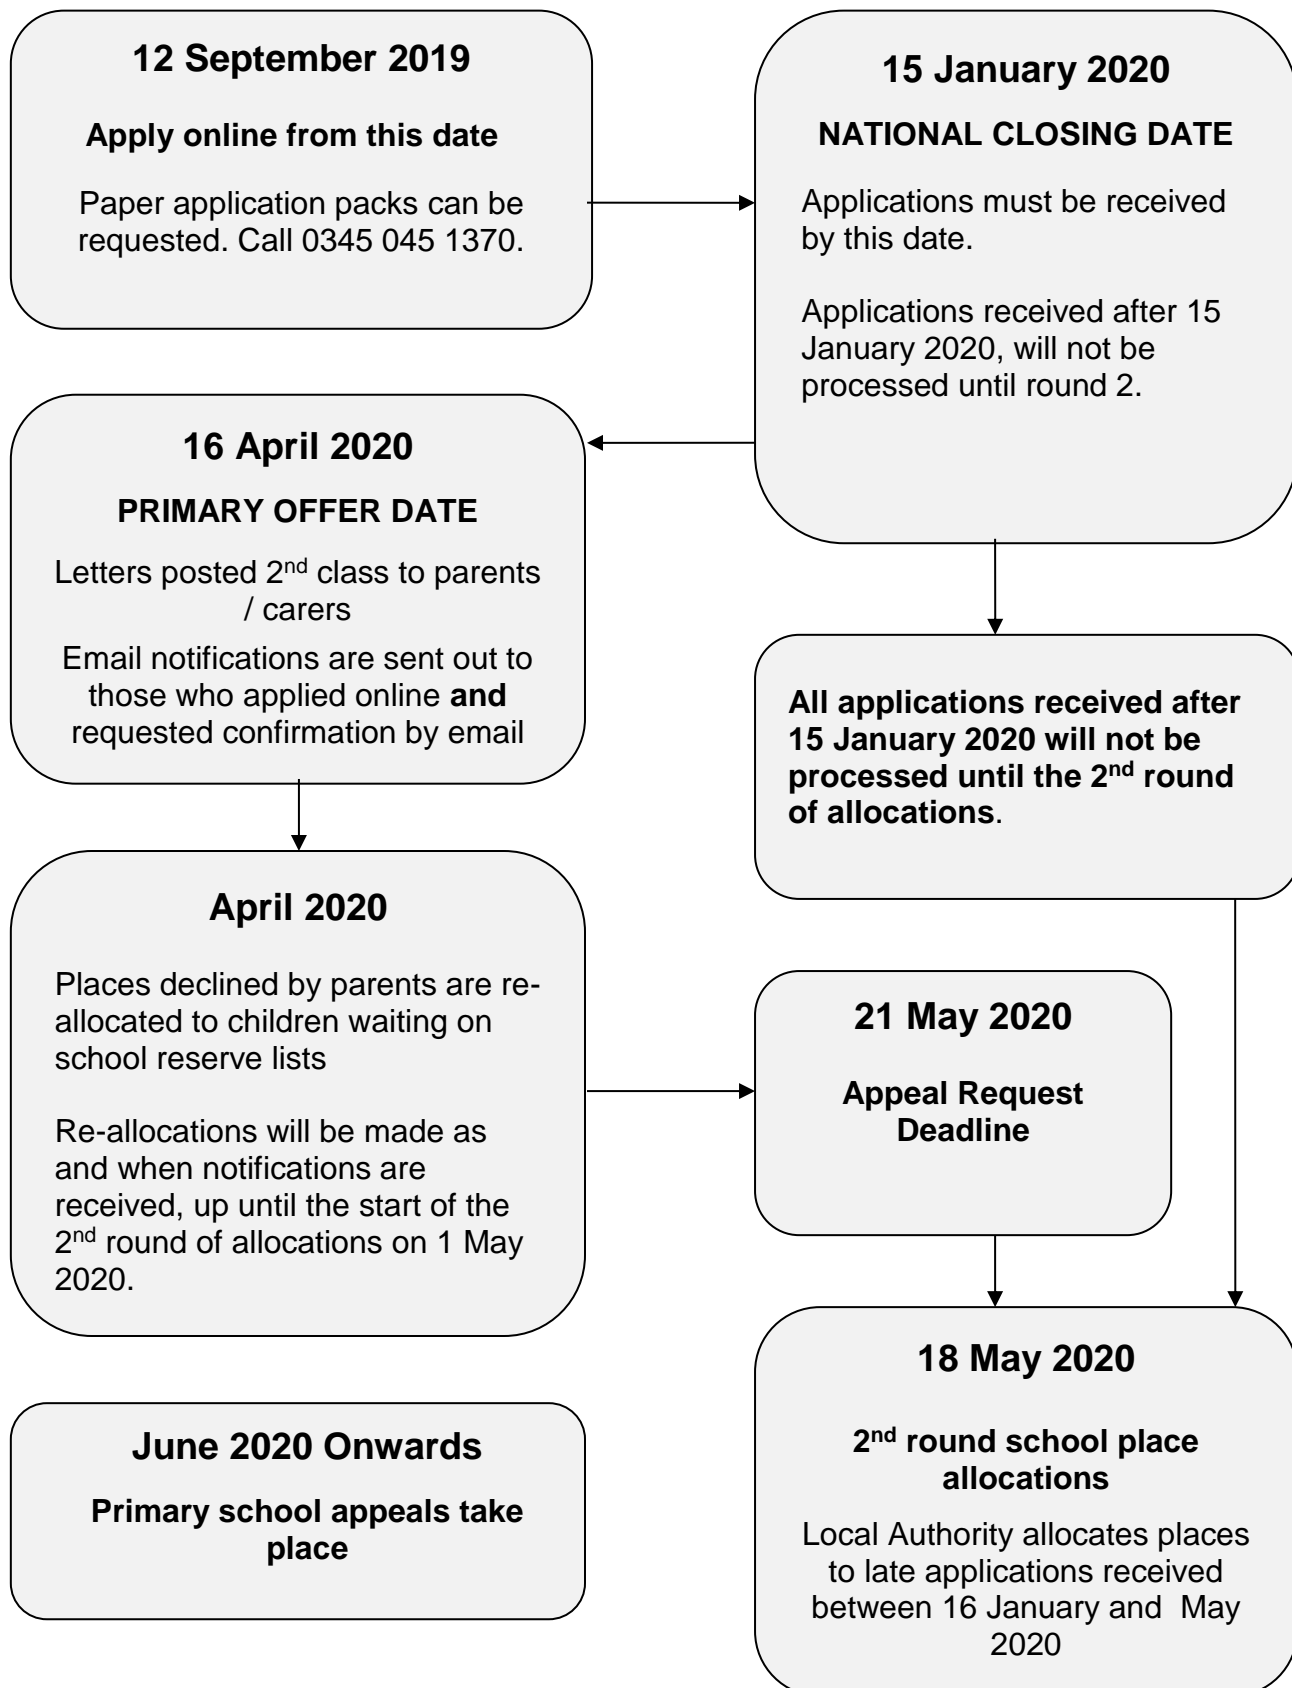 12 September 2019
Apply online from this date
Paper application packs can be
requested. Call 0345 045 1370.
15 January 2020
NATIONAL CLOSING DATE
Applications must be received
by this date.
Applications received after 15
January 2020, will not be
processed until round 2.
16 April 2020
PRIMARY OFFER DATE
Letters posted 2nd class to parents
/ carers
Email notifications are sent out to
those who applied online and
requested confirmation by email
All applications received after
15 January 2020 will not be
processed until the 2nd round
of allocations.
April 2020
Places declined by parents are re-
allocated to children waiting on
school reserve lists
Re-allocations will be made as
and when notifications are
received, up until the start of the
2nd round of allocations on 1 May
2020.
21 May 2020
Appeal Request
Deadline
18 May 2020
2nd round school place
allocations
Local Authority allocates places
to late applications received
between 16 January and  May
2020
June 2020 Onwards
Primary school appeals take
place